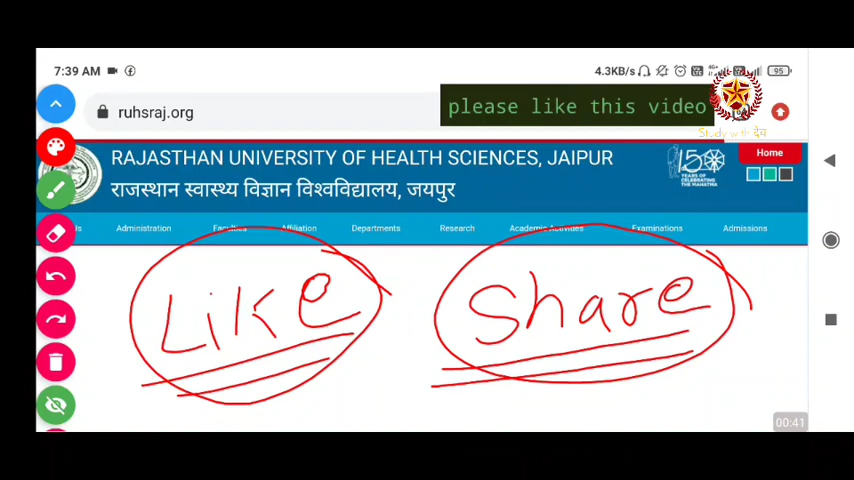 7:39 AM
4.3KB/s
4G+
95
ruhsraj.org
please like this video
Study with देव
RAJASTHAN UNIVERSITY OF HEALTH SCIENCES, JAIPUR
राजस्थान स्वास्थ्य विज्ञान विश्वविद्यालय, जयपुर
150
YEARS OF
CELEBRATING
THE MAHATMA
Home
Administration Faculties Affiliation Departments Research Academic Activities Examinations Admissions
Like Share
00:41